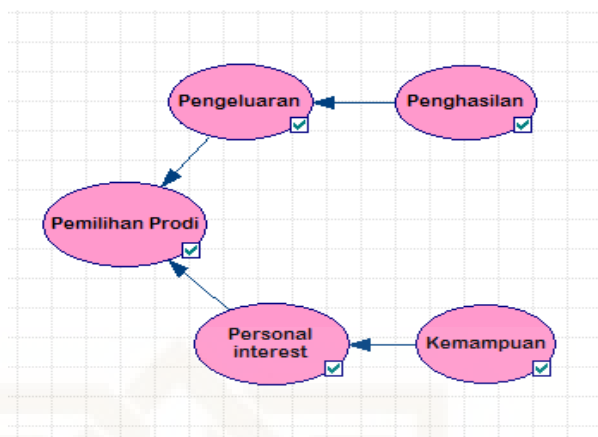 Pengeluaran
Penghasilan
Pemilihan Prodi
Personal
interest
Kemampuan